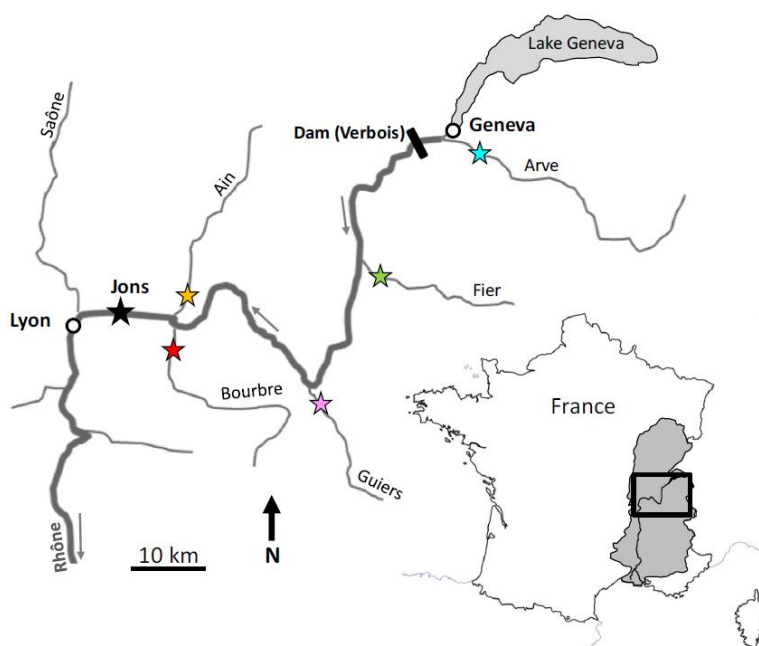 Lake Geneva
Saône
Dam (Verbois)
Geneva
Ain
Arve
Jons
Fier
Lyon
Bourbre
France
Guiers
Rhône
10 km
N